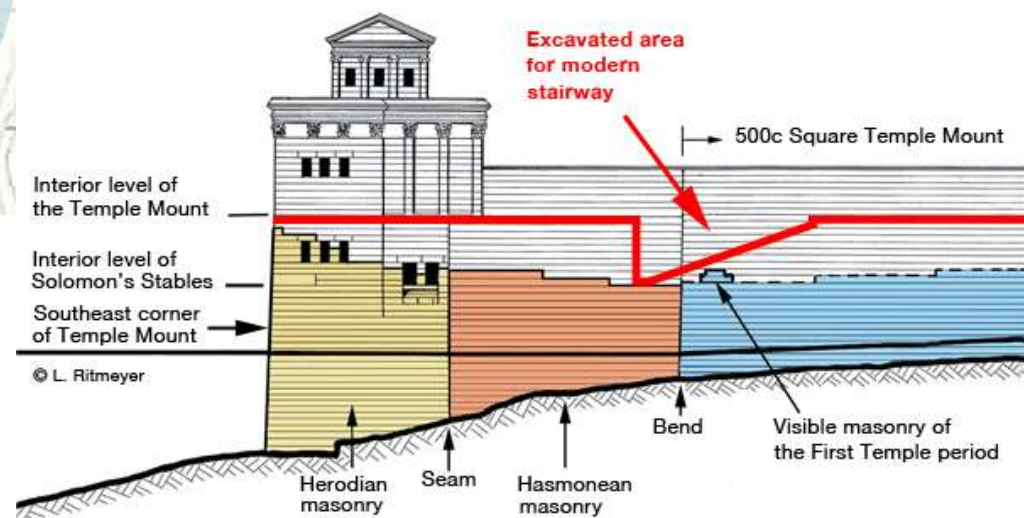 Excavated area
for modern
stairway
500c Square Temple Mount
Interior level of
the Temple Mount
Interior level of
Solomon's Stables
Southeast corner
of Temple Mount
© L. Ritmeyer
Herodian
masonry
Seam
Hasmonean
masonry
Bend
Visible masonry of
the First Temple period